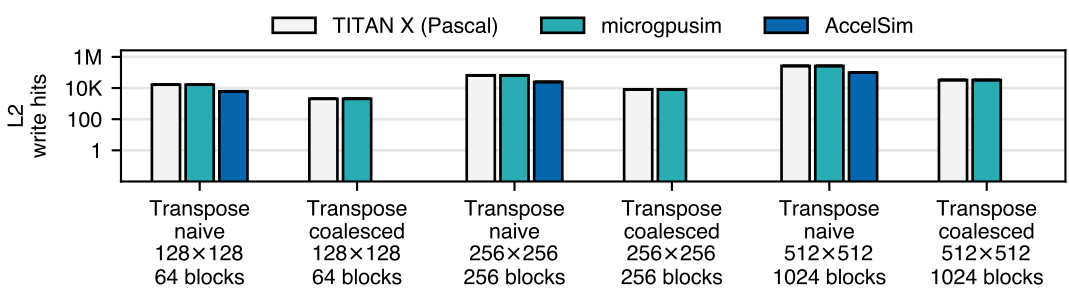 TITAN X (Pascal) microgpusim AccelSim
L2
write hits
1M
10K
100
1
Transpose
naive
128×128
64 blocks
Transpose
coalesced
128×128
64 blocks
Transpose
naive
256×256
256 blocks
Transpose
coalesced
256×256
256 blocks
Transpose
naive
512×512
1024 blocks
Transpose
coalesced
512×512
1024 blocks